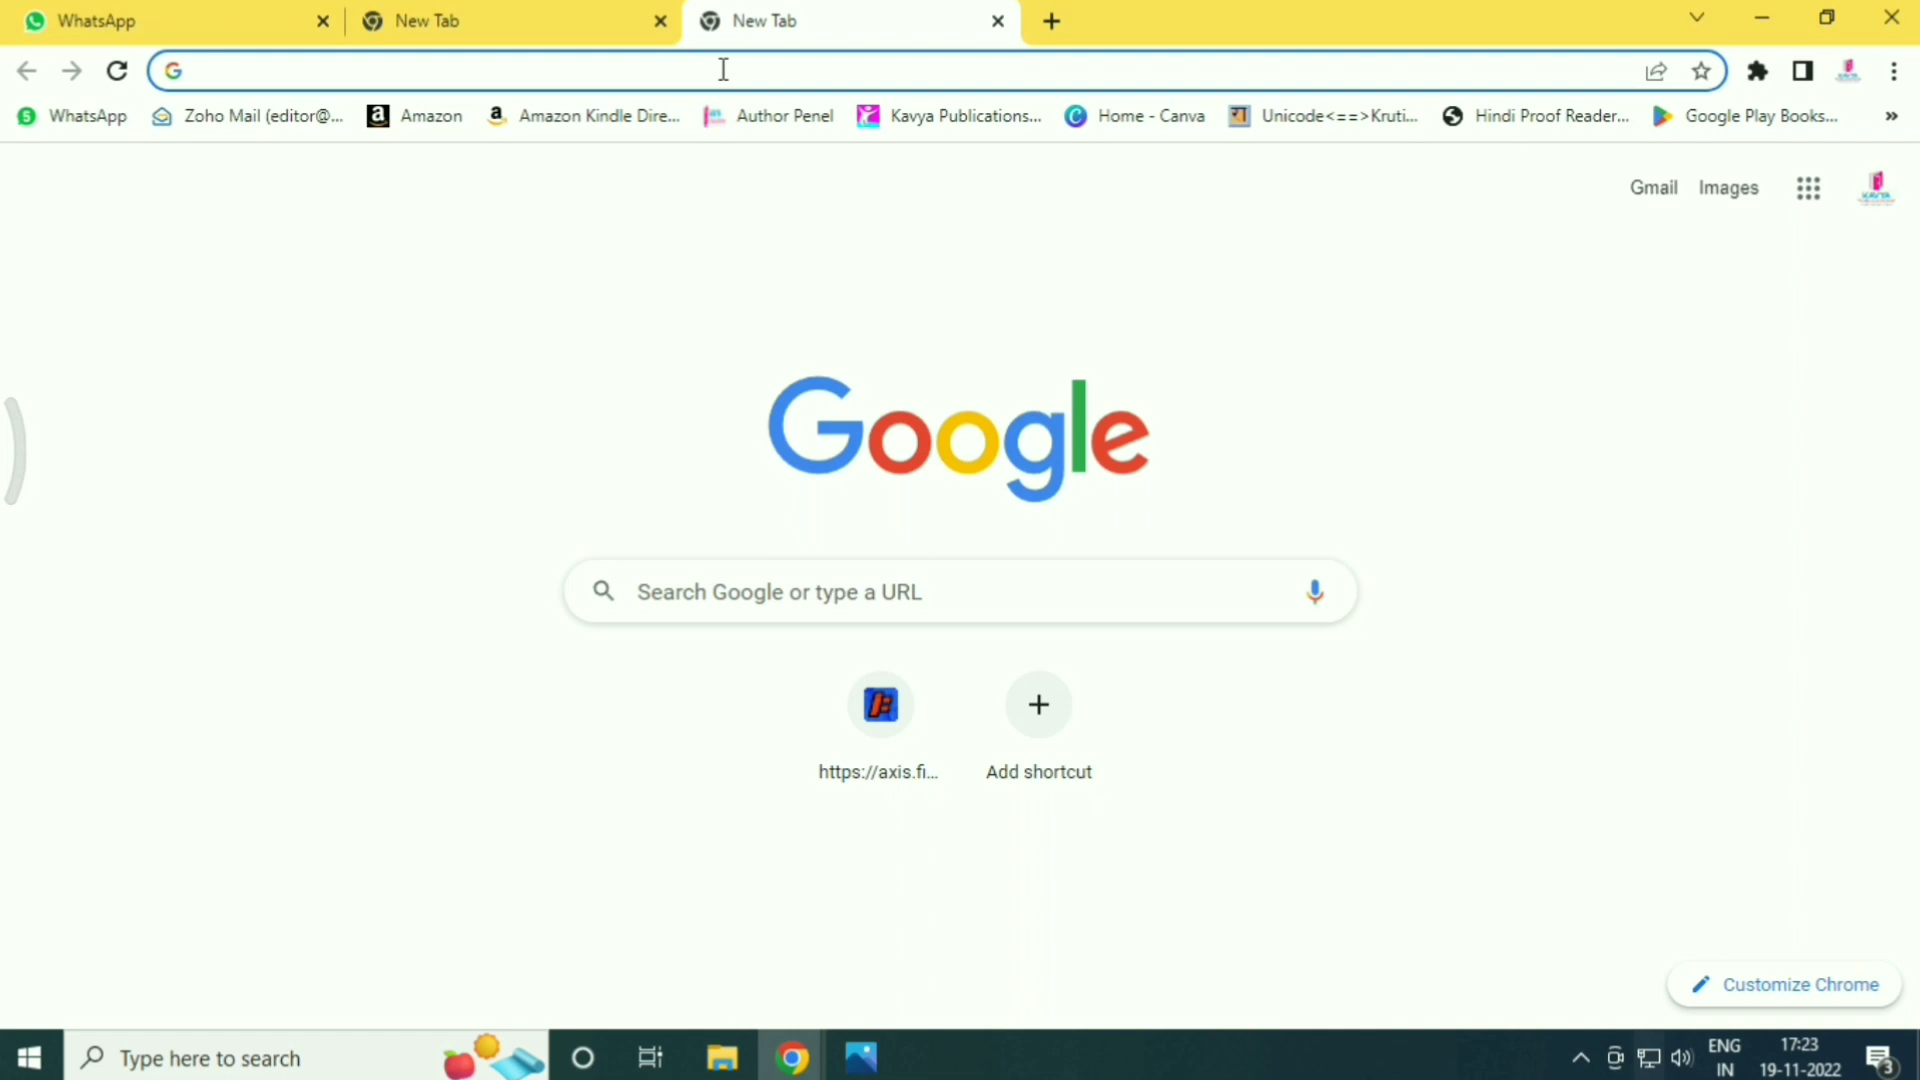 WhatsApp
New Tab
New Tab
WhatsApp
Zoho Mail (editor@...
Amazon
Amazon Kindle Dire...
Author Penel
Kavya Publications...
Home - Canva
Unicode<==>Kruti...
Hindi Proof Reader...
Google Play Books...
Gmail
Images
Google
Search Google or type a URL
https://axis.fi...
Add shortcut
Customize Chrome
Type here to search
ENG
IN
17:23
19-11-2022
3